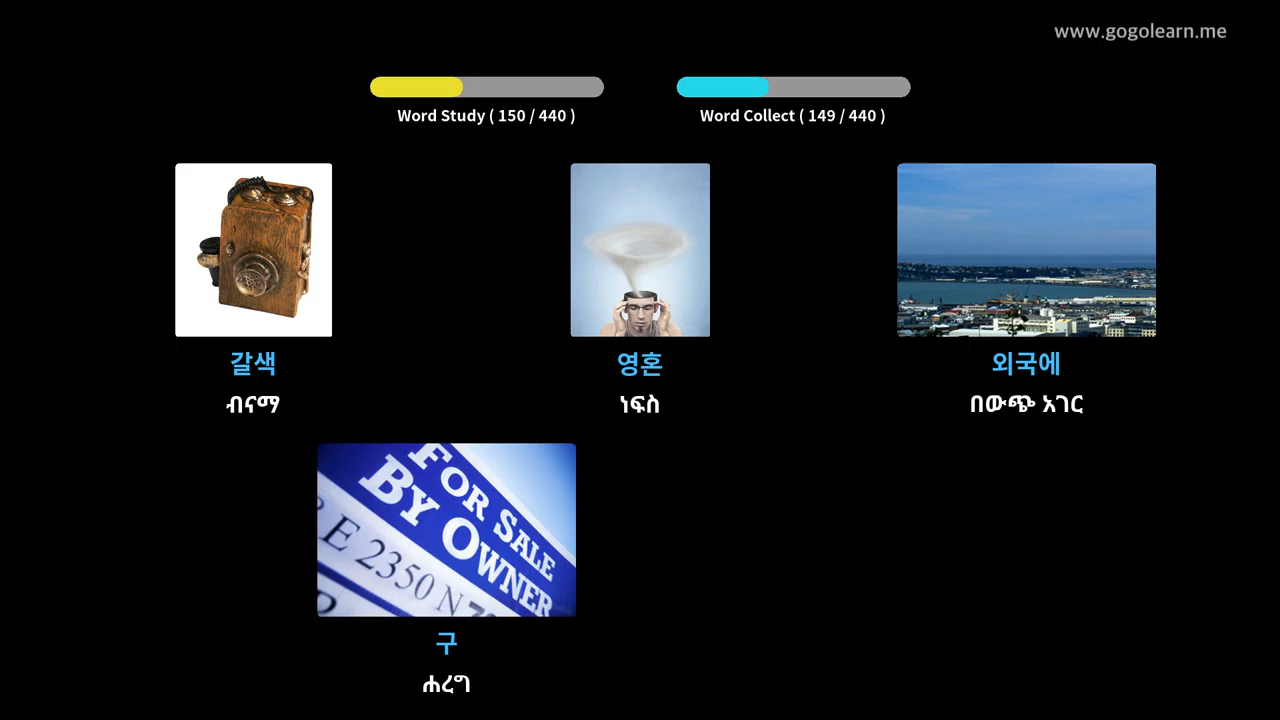 www.gogolearn.me
Word Study ( 150 / 440 )
Word Collect ( 149 / 440 )
갈색
ብናማ
영혼
ነፍስ
외국에
በውጭ አገር
FOR SALE
BY OWNER
E 2350 N
구
ሐረግ